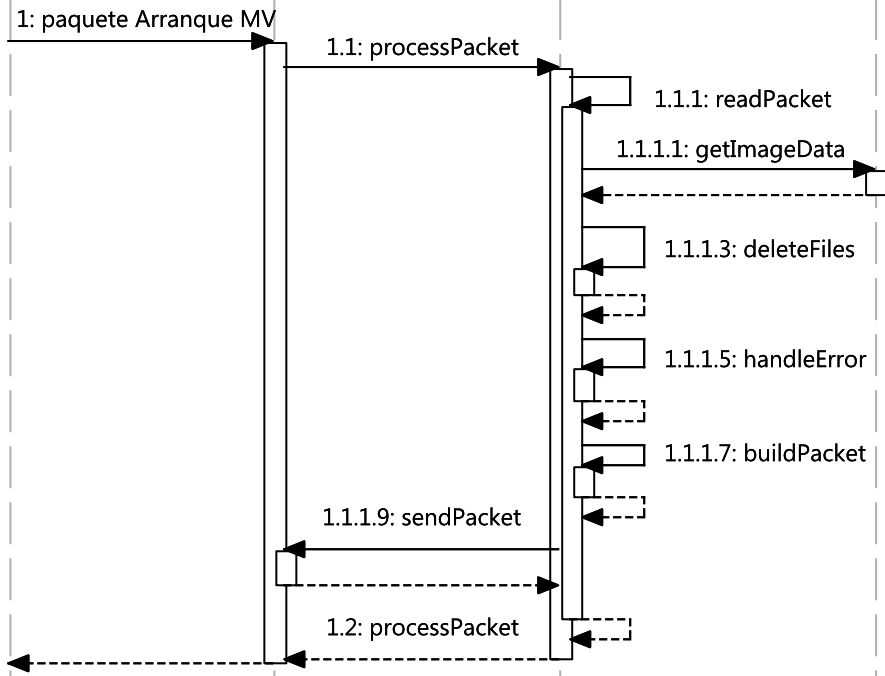 1: paquete Arranque MV
1.1: processPacket
1.1.1: readPacket
1.1.1.1: getImageData
1.1.1.3: deleteFiles
1.1.1.5: handleError
1.1.1.7: buildPacket
1.1.1.9: sendPacket
1.2: processPacket